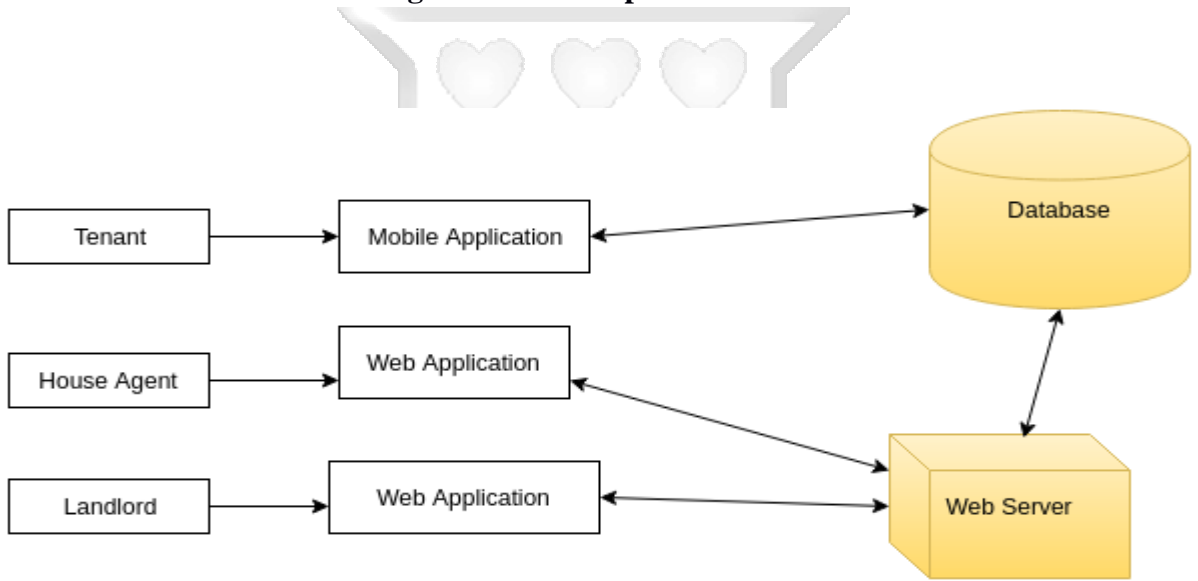 Tenant
Mobile Application
Database
House Agent
Web Application
Landlord
Web Application
Web Server